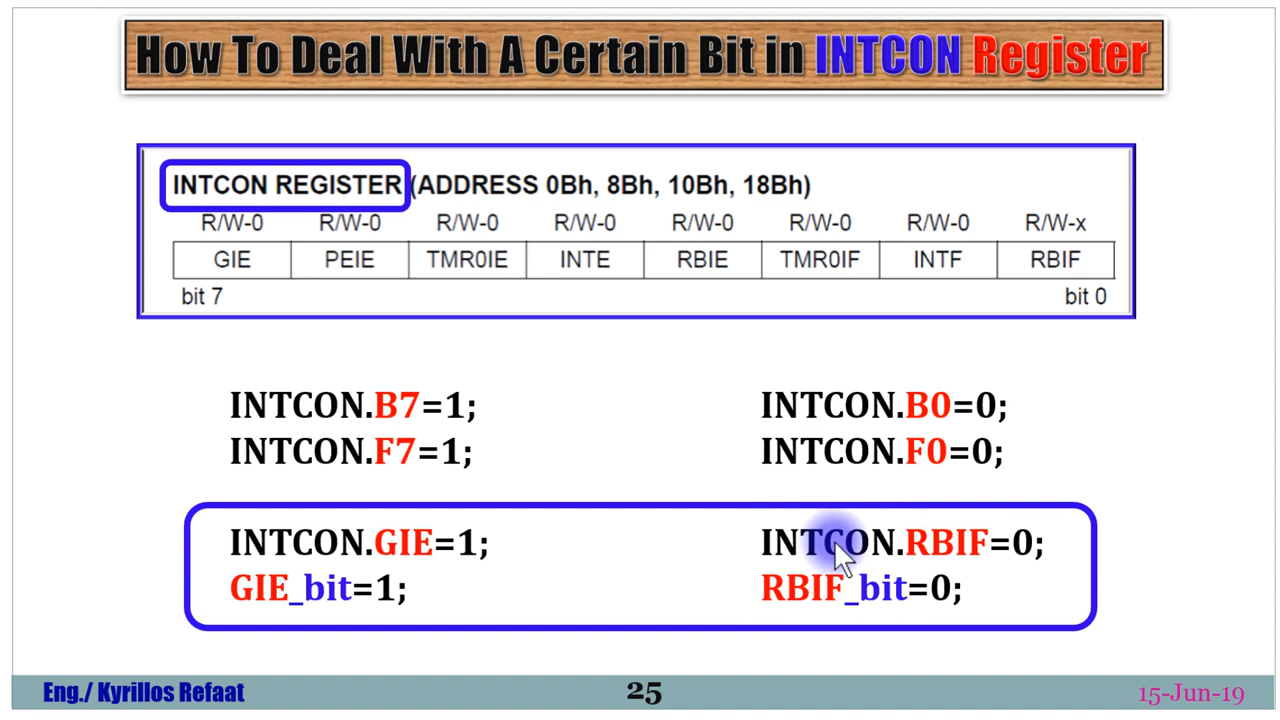 How To Deal With A Certain Bit in INTCON Register
INTCON REGISTER (ADDRESS 0Bh, 8Bh, 10Bh, 18Bh)
R/W-0 R/W-0 R/W-0 R/W-0 R/W-0 R/W-0 R/W-0 R/W-x
GIE PEIE TMR0IE INTE RBIE TMR0IF INTF RBIF
bit 7 bit 0
INTCON.B7=1; INTCON.B0=0;
INTCON.F7=1; INTCON.F0=0;
INTCON.GIE=1; INTCON.RBIF=0;
GIE_bit=1; RBIF_bit=0;
Eng./ Kyrillos Refaat 25 15-Jun-19